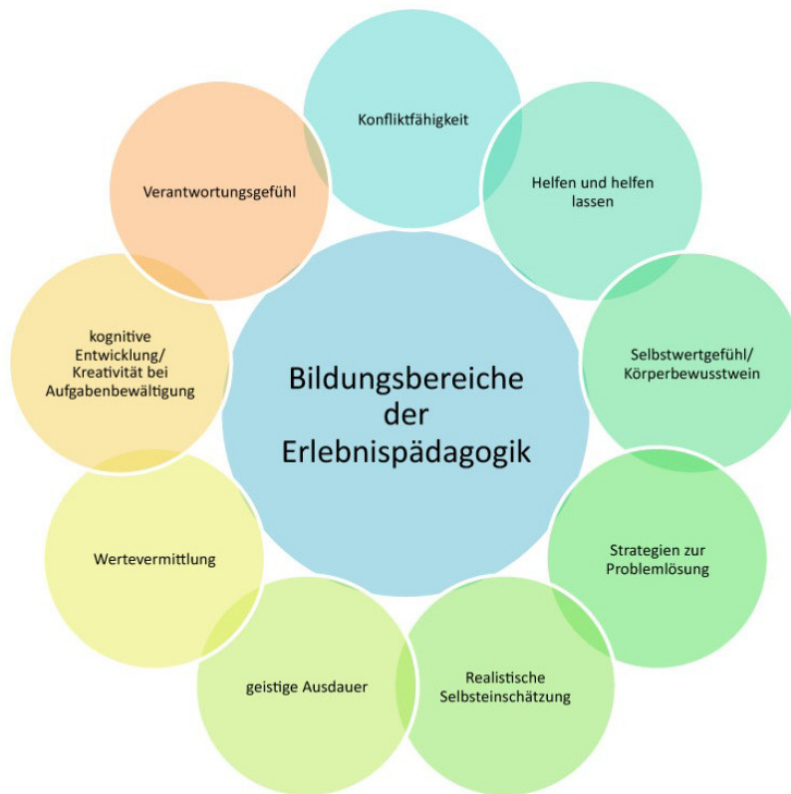 Konfliktfähigkeit
Helfen und helfen
lassen
Selbstwertgefühl/
Körperbewusstwein
Strategien zur
Problemlösung
Realistische
Selbsteinschätzung
geistige Ausdauer
Wertevermittlung
kognitive
Entwicklung/
Kreativität bei
Aufgabenbewältigung
Verantwortungsgefühl
Bildungsbereiche
der
Erlebnispädagogik